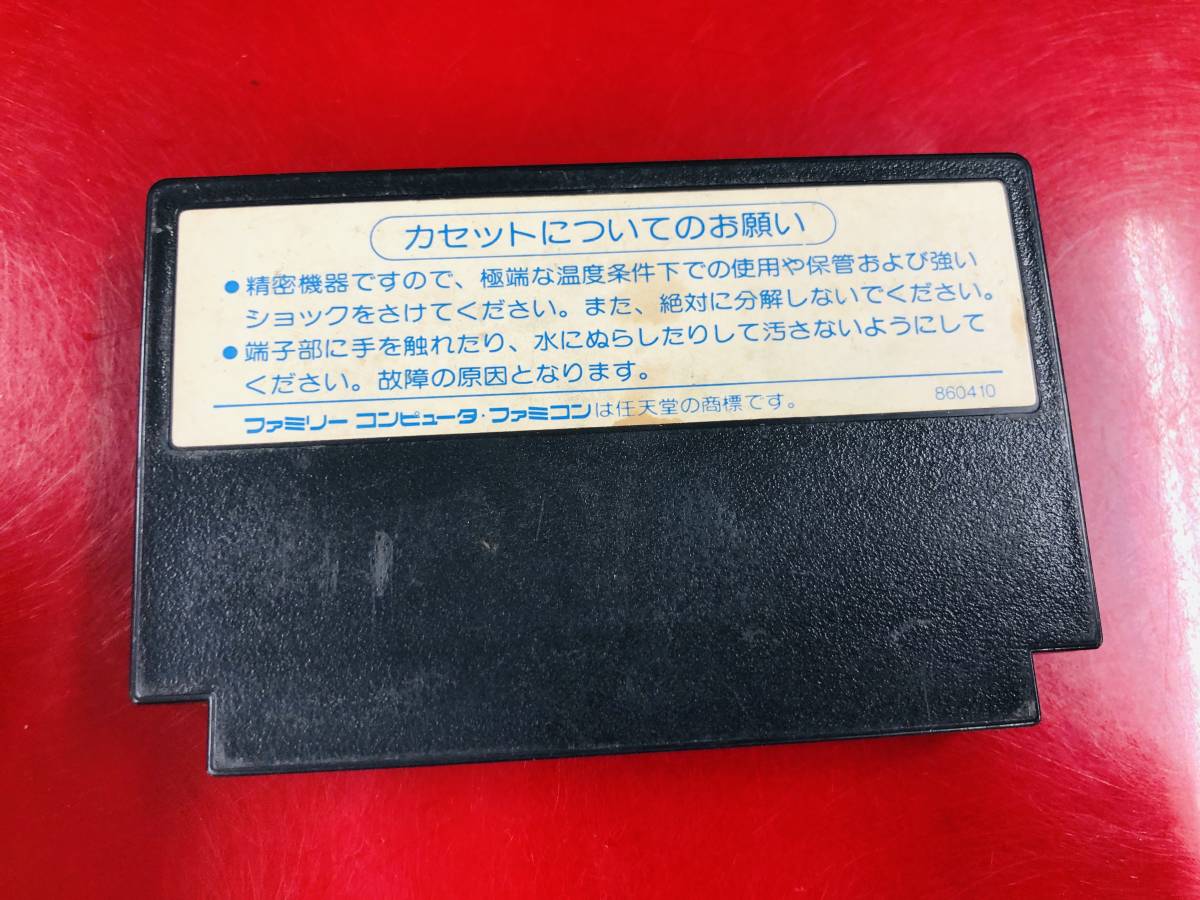 カセットについてのお願い
●精密機器ですので、極端な温度条件下での使用や保管および強い
ショックをさけてください。また、絶対に分解しないでください。
●端子部に手を触れたり、水にぬらしたりして汚さないようにして
ください。故障の原因となります。
860410
ファミリー コンピュータ・ファミコンは任天堂の商標です。